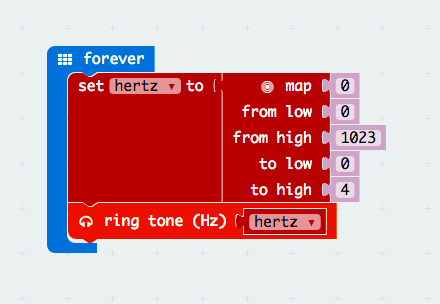 forever
set hertz to map 0
from low 0
from high 1023
to low 0
to high 4
ring tone (Hz) hertz